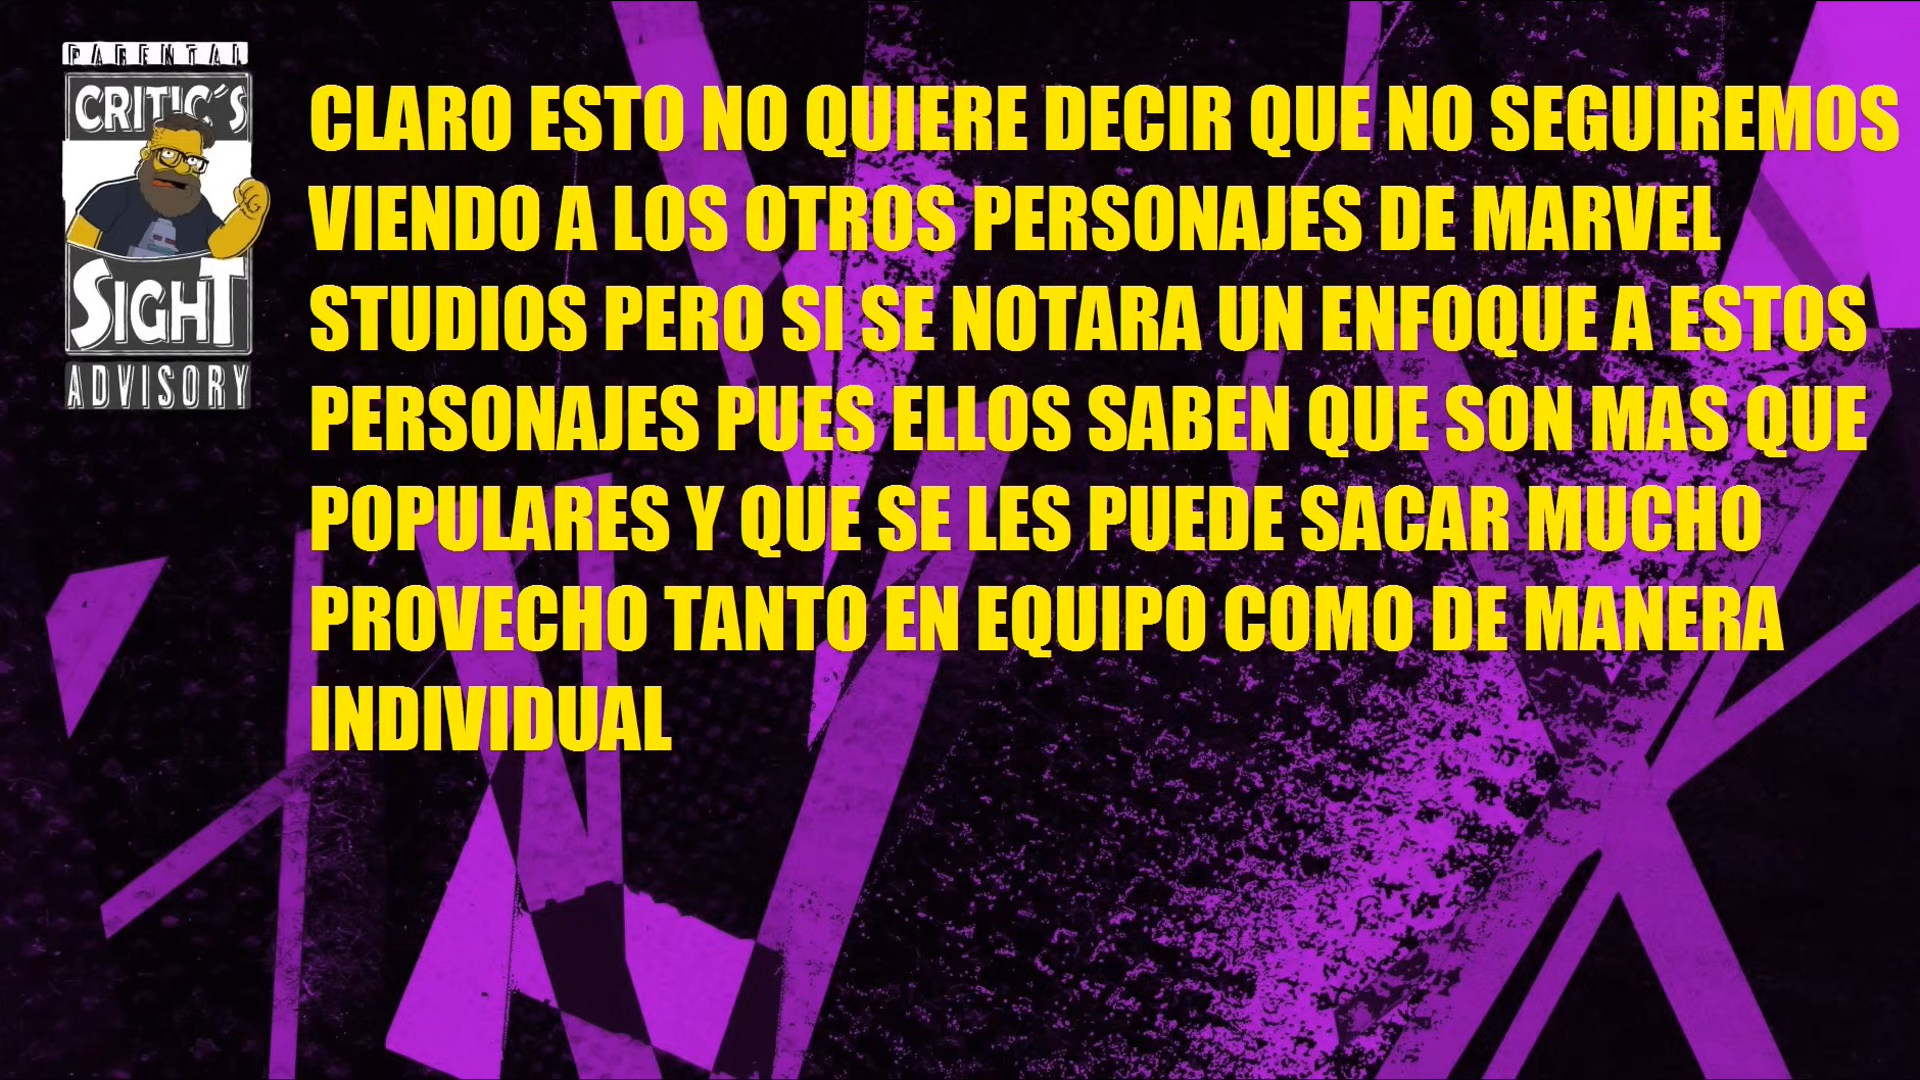 PARENTAL
CRITIC´S
SIGHT
ADVISORY
CLARO ESTO NO QUIERE DECIR QUE NO SEGUIREMOS
VIENDO A LOS OTROS PERSONAJES DE MARVEL
STUDIOS PERO SI SE NOTARA UN ENFOQUE A ESTOS
PERSONAJES PUES ELLOS SABEN QUE SON MAS QUE
POPULARES Y QUE SE LES PUEDE SACAR MUCHO
PROVECHO TANTO EN EQUIPO COMO DE MANERA
INDIVIDUAL